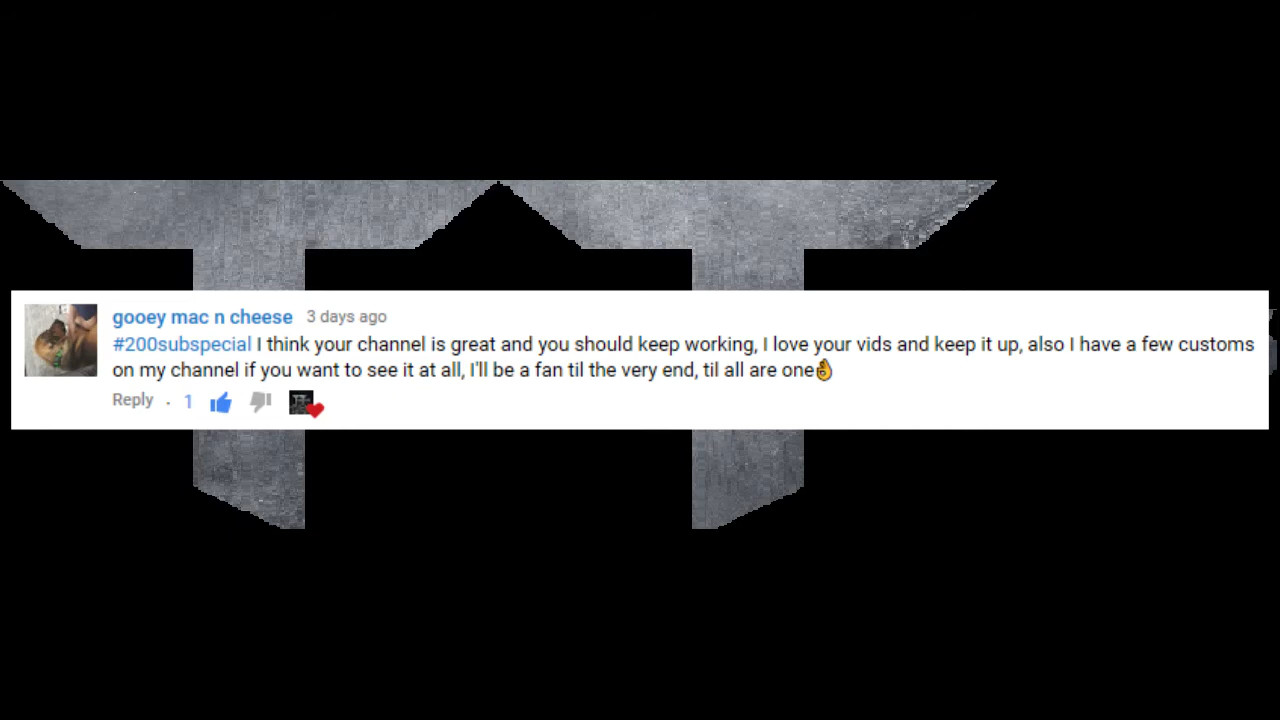 gooey mac n cheese 3 days ago
#200subspecial I think your channel is great and you should keep working, I love your vids and keep it up, also I have a few customs
on my channel if you want to see it at all, I'll be a fan til the very end, til all are one👌
Reply · 1
TT